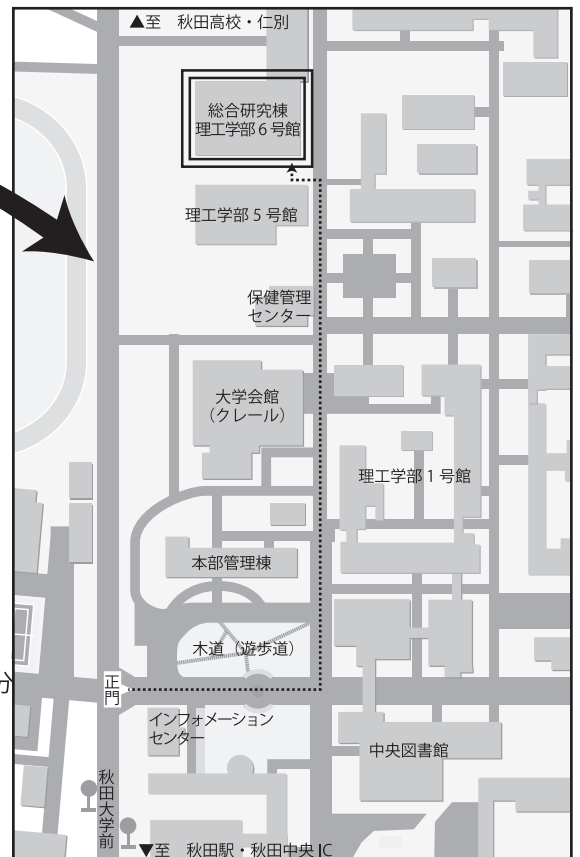 ▲至 秋田高校・仁別
総合研究棟
理工学部６号館
理工学部５号館
保健管理
センター
大学会館
（クレール）
理工学部１号館
本部管理棟
木道（遊歩道）
分
正門
インフォメーション
センター
中央図書館
秋田大学前
▼至 秋田駅・秋田中央IC